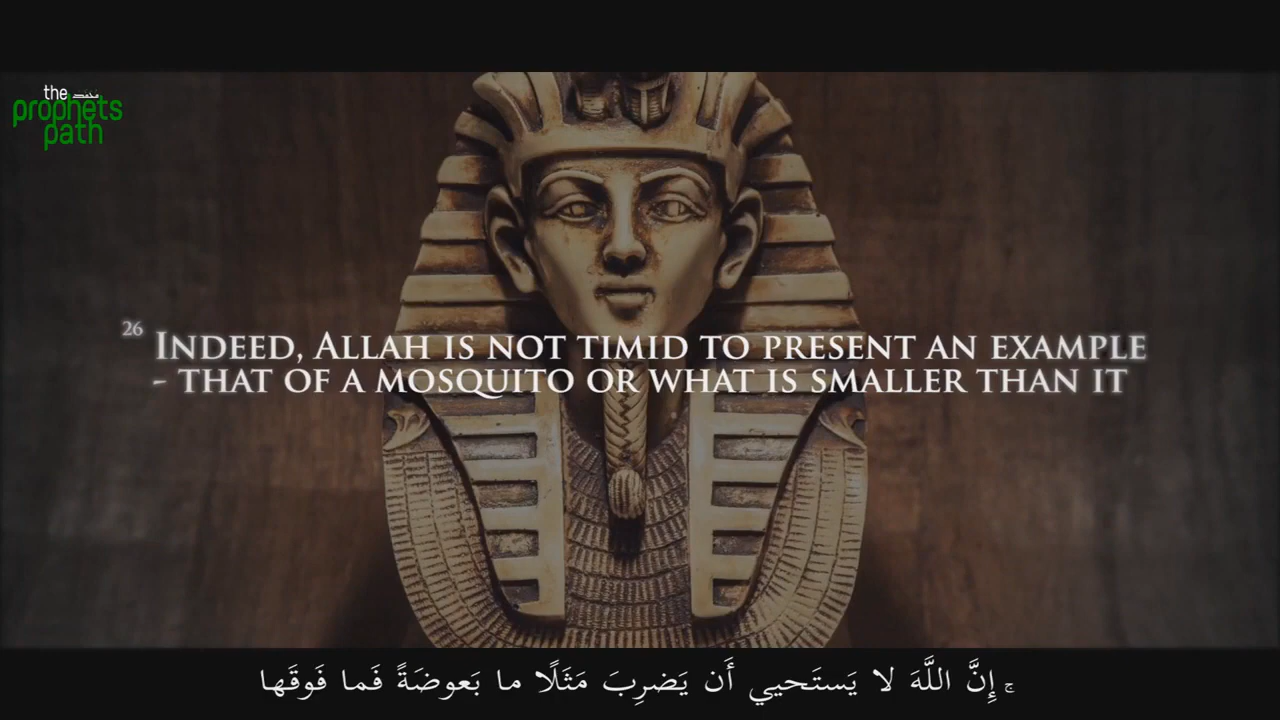 the محمد
prophets
path
26 INDEED, ALLAH IS NOT TIMID TO PRESENT AN EXAMPLE
- THAT OF A MOSQUITO OR WHAT IS SMALLER THAN IT
ۚ إِنَّ اللَّهَ لا يَستَحيي أَن يَضرِبَ مَثَلًا ما بَعوضَةً فَما فَوقَها